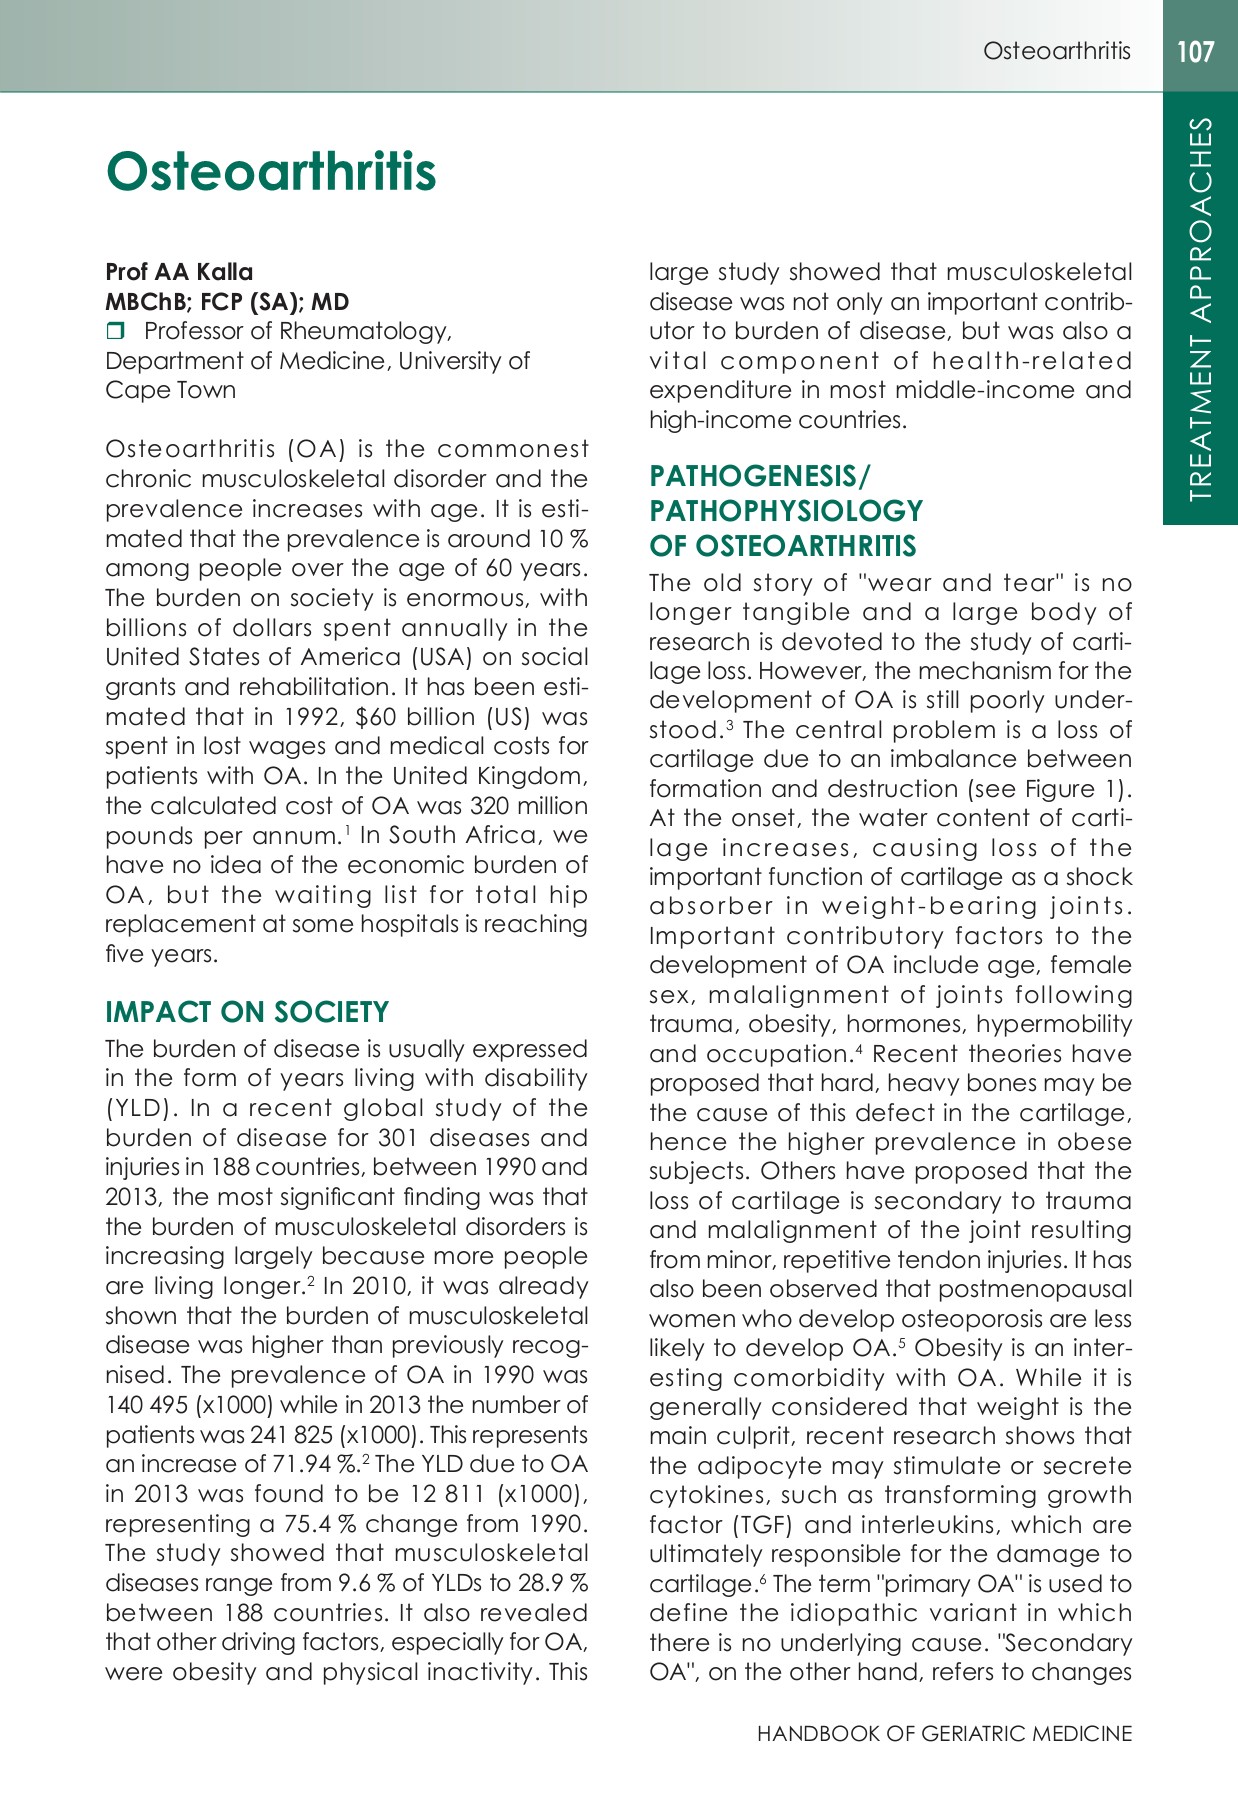 Osteoarthritis
107
TREATMENT APPROACHES
Osteoarthritis
Prof AA Kalla
MBChB; FCP (SA); MD
❒ Professor of Rheumatology,
Department of Medicine, University of
Cape Town
Osteoarthritis (OA) is the commonest
chronic musculoskeletal disorder and the
prevalence increases with age. It is esti-
mated that the prevalence is around 10 %
among people over the age of 60 years.
The burden on society is enormous, with
billions of dollars spent annually in the
United States of America (USA) on social
grants and rehabilitation. It has been esti-
mated that in 1992, $60 billion (US) was
spent in lost wages and medical costs for
patients with OA. In the United Kingdom,
the calculated cost of OA was 320 million
pounds per annum.¹ In South Africa, we
have no idea of the economic burden of
OA, but the waiting list for total hip
replacement at some hospitals is reaching
five years.
IMPACT ON SOCIETY
The burden of disease is usually expressed
in the form of years living with disability
(YLD). In a recent global study of the
burden of disease for 301 diseases and
injuries in 188 countries, between 1990 and
2013, the most significant finding was that
the burden of musculoskeletal disorders is
increasing largely because more people
are living longer.² In 2010, it was already
shown that the burden of musculoskeletal
disease was higher than previously recog-
nised. The prevalence of OA in 1990 was
140 495 (x1000) while in 2013 the number of
patients was 241 825 (x1000). This represents
an increase of 71.94 %.² The YLD due to OA
in 2013 was found to be 12 811 (x1000),
representing a 75.4 % change from 1990.
The study showed that musculoskeletal
diseases range from 9.6 % of YLDs to 28.9 %
between 188 countries. It also revealed
that other driving factors, especially for OA,
were obesity and physical inactivity. This
large study showed that musculoskeletal
disease was not only an important contrib-
utor to burden of disease, but was also a
vital component of health-related
expenditure in most middle-income and
high-income countries.
PATHOGENESIS/
PATHOPHYSIOLOGY
OF OSTEOARTHRITIS
The old story of "wear and tear" is no
longer tangible and a large body of
research is devoted to the study of carti-
lage loss. However, the mechanism for the
development of OA is still poorly under-
stood.³ The central problem is a loss of
cartilage due to an imbalance between
formation and destruction (see Figure 1).
At the onset, the water content of carti-
lage increases, causing loss of the
important function of cartilage as a shock
absorber in weight-bearing joints.
Important contributory factors to the
development of OA include age, female
sex, malalignment of joints following
trauma, obesity, hormones, hypermobility
and occupation.⁴ Recent theories have
proposed that hard, heavy bones may be
the cause of this defect in the cartilage,
hence the higher prevalence in obese
subjects. Others have proposed that the
loss of cartilage is secondary to trauma
and malalignment of the joint resulting
from minor, repetitive tendon injuries. It has
also been observed that postmenopausal
women who develop osteoporosis are less
likely to develop OA.⁵ Obesity is an inter-
esting comorbidity with OA. While it is
generally considered that weight is the
main culprit, recent research shows that
the adipocyte may stimulate or secrete
cytokines, such as transforming growth
factor (TGF) and interleukins, which are
ultimately responsible for the damage to
cartilage.⁶ The term "primary OA" is used to
define the idiopathic variant in which
there is no underlying cause. "Secondary
OA", on the other hand, refers to changes
HANDBOOK OF GERIATRIC MEDICINE